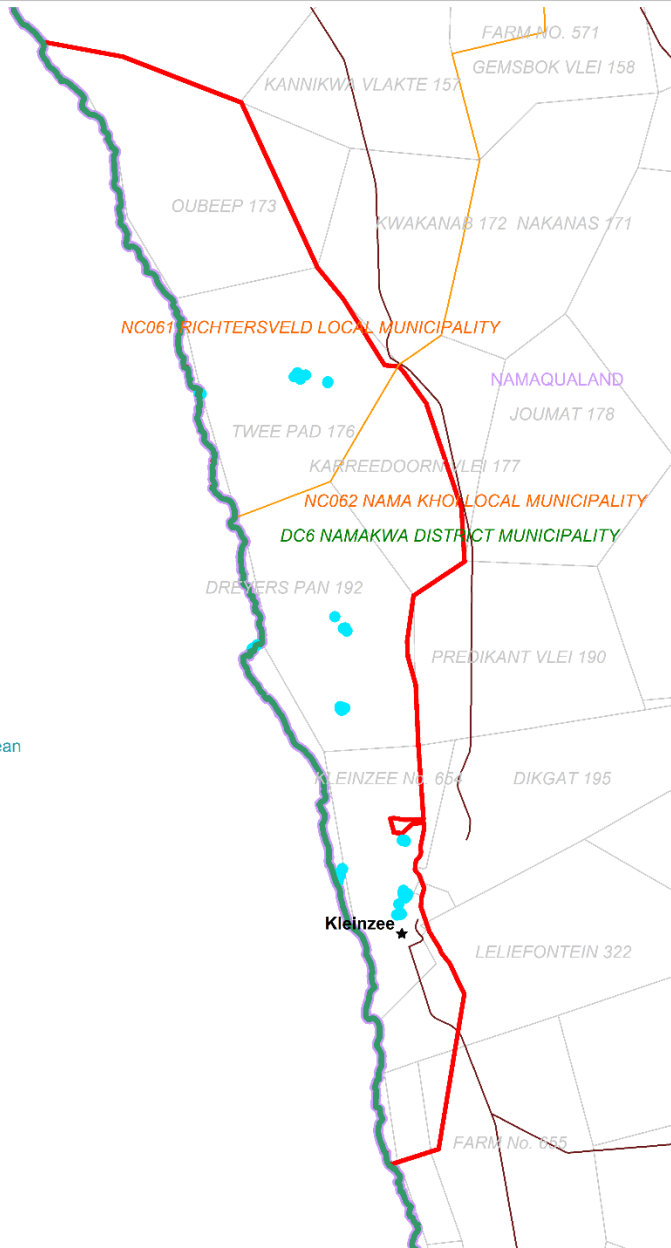 FARM NO. 571
GEMSBOK VLEI 158
KANNIKWA VLAKTE 157
OUBEEP 173
KWAKANAB 172
NAKANAS 171
NC061 RICHTERSVELD LOCAL MUNICIPALITY
NAMAQUALAND
JOUMAT 178
TWEE PAD 176
KARREEDOORN VLEI 177
NC062 NAMA KHOI LOCAL MUNICIPALITY
DC6 NAMAKWA DISTRICT MUNICIPALITY
DREYERS PAN 192
PREDIKANT VLEI 190
ean
KLEINZEE No. 654
DIKGAT 195
Kleinzee
LELIEFONTEIN 322
FARM No. 655